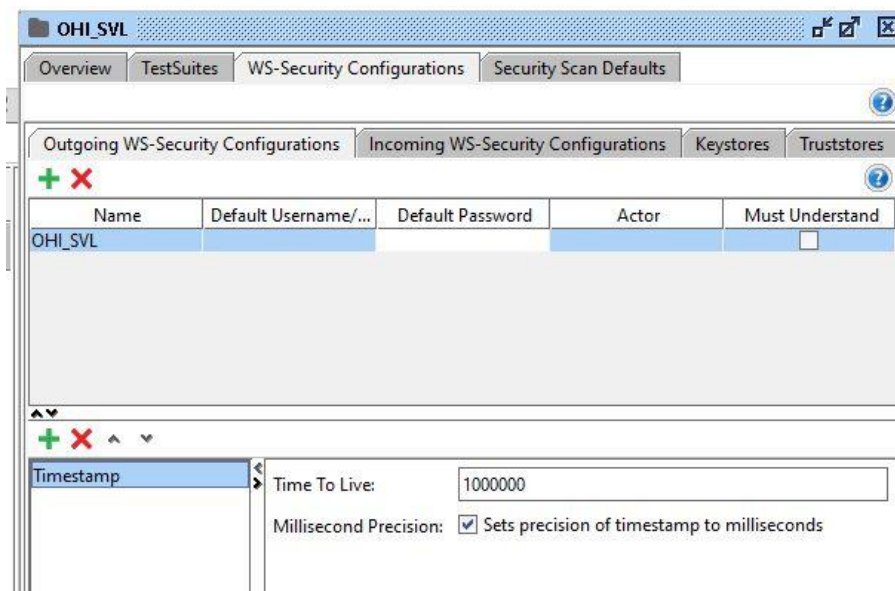 OHI_SVL
Overview TestSuites WS-Security Configurations Security Scan Defaults
Outgoing WS-Security Configurations Incoming WS-Security Configurations Keystores Truststores
Name Default Username/... Default Password Actor Must Understand
OHI_SVL
Timestamp
Time To Live: 1000000
Millisecond Precision: Sets precision of timestamp to milliseconds